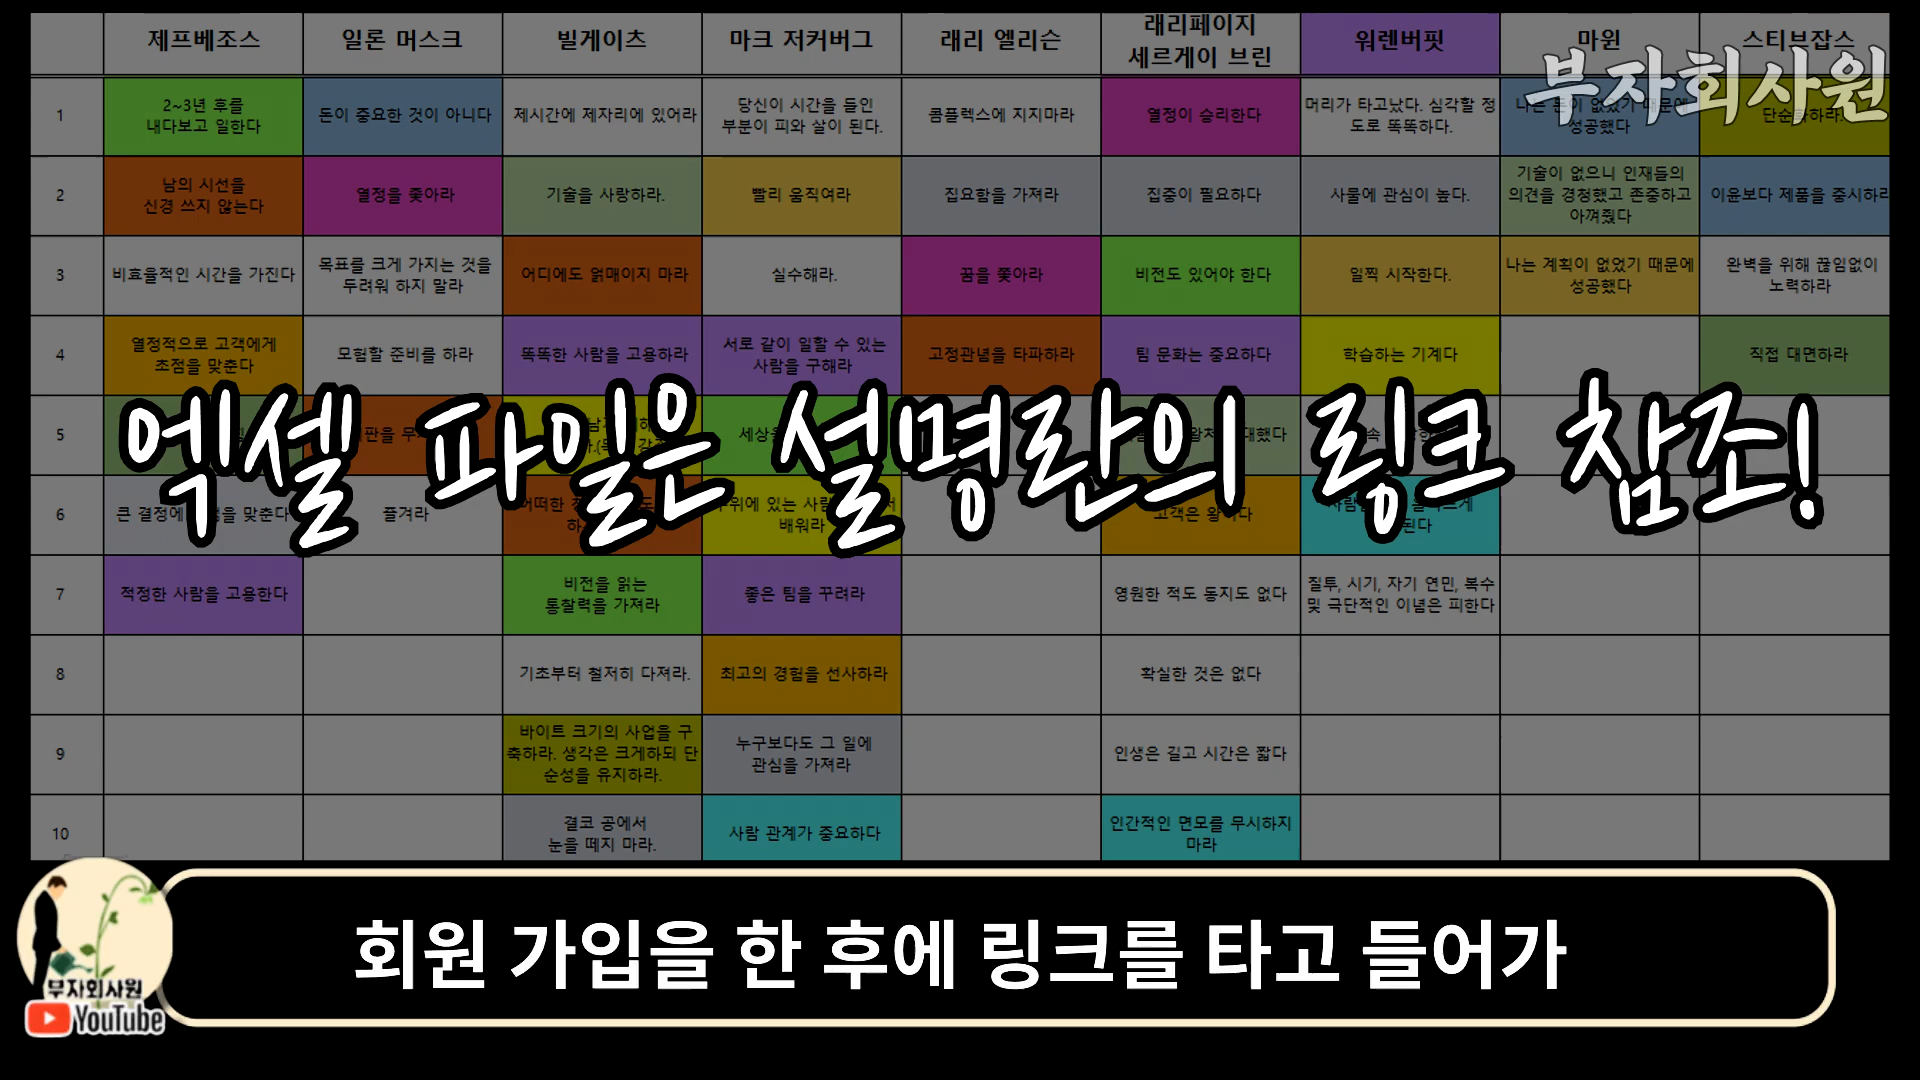 제프베조스 일론 머스크 빌게이츠 마크 저커버그 래리 엘리슨 래리페이지 세르게이 브린 워렌버핏 마윈 스티브잡스
부자회사원
1 2~3년 후를 내다보고 일한다 돈이 중요한 것이 아니다 제시간에 제자리에 있어라 당신이 시간을 들인 부분이 피와 살이 된다. 콤플렉스에 지지마라 열정이 승리한다 머리가 타고났다. 심각할 정도로 똑똑하다. 나는 돈이 없었기 때문에 성공했다 단순화하라.
2 남의 시선을 신경 쓰지 않는다 열정을 쫓아라 기술을 사랑하라. 빨리 움직여라 집요함을 가져라 집중이 필요하다 사물에 관심이 높다. 기술이 없으니 인재들의 의견을 경청했고 존중하고 아껴줬다 이윤보다 제품을 중시하라
3 비효율적인 시간을 가진다 목표를 크게 가지는 것을 두려워 하지 말라 어디에도 얽매이지 마라 실수해라. 꿈을 쫓아라 비전도 있어야 한다 일찍 시작한다. 나는 계획이 없었기 때문에 성공했다 완벽을 위해 끊임없이 노력하라
4 열정적으로 고객에게 초점을 맞춘다 모험할 준비를 하라 똑똑한 사람을 고용하라 서로 같이 일할 수 있는 사람을 구해라 고정관념을 타파하라 팀 문화는 중요하다 학습하는 기계다 직접 대면하라
엑셀 파일은 설명란의 링크 참조!
5
6 큰 결정에 맞춘다 즐겨라 어떠한 있는 사람 배워라 고객은
7 적정한 사람을 고용한다 비전을 읽는 통찰력을 가져라 좋은 팀을 꾸려라 영원한 적도 동지도 없다 질투, 시기, 자기 연민, 복수 및 극단적인 이념은 피한다
8 기초부터 철저히 다져라. 최고의 경험을 선사하라 확실한 것은 없다
9 바이트 크기의 사업을 구축하라. 생각은 크게하되 단순성을 유지하라. 누구보다도 그 일에 관심을 가져라 인생은 길고 시간은 짧다
10 결코 공에서 눈을 떼지 마라. 사람 관계가 중요하다 인간적인 면모를 무시하지 마라
회원 가입을 한 후에 링크를 타고 들어가
부자회사원
YouTube